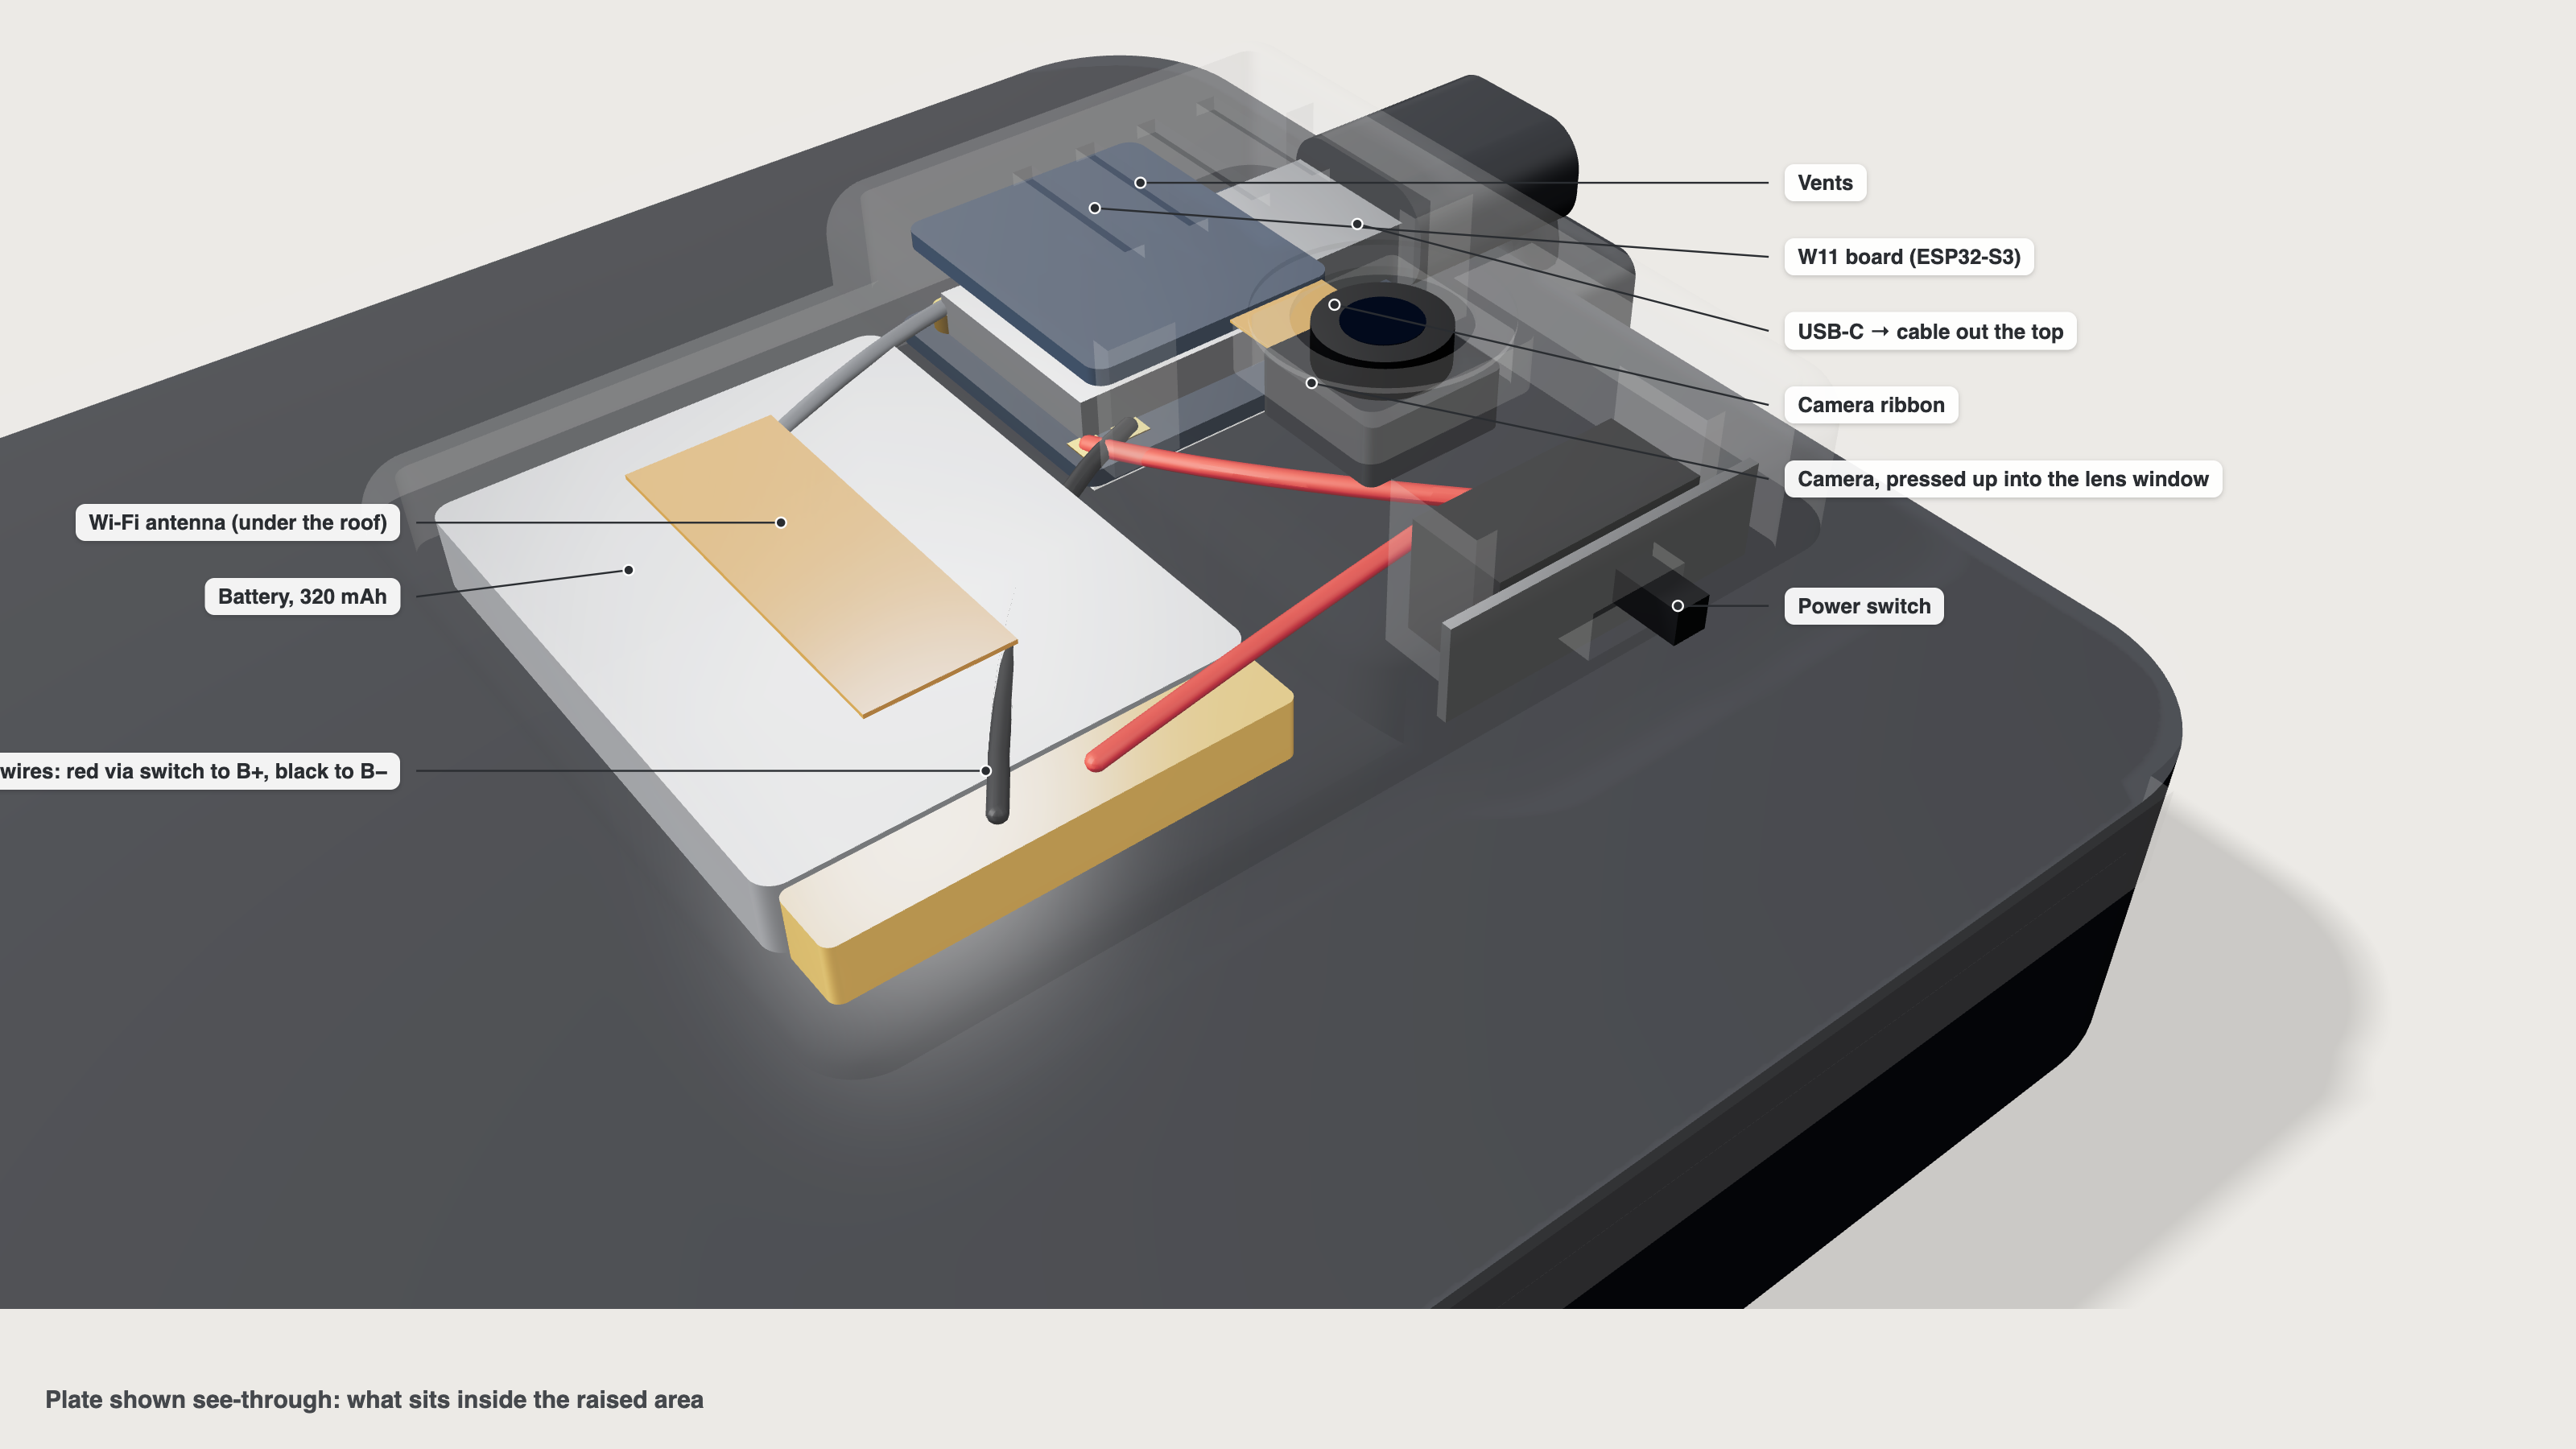 Vents
W11 board (ESP32-S3)
USB-C → cable out the top
Camera ribbon
Camera, pressed up into the lens window
Wi-Fi antenna (under the roof)
Battery, 320 mAh
Power switch
wires: red via switch to B+, black to B–
Plate shown see-through: what sits inside the raised area